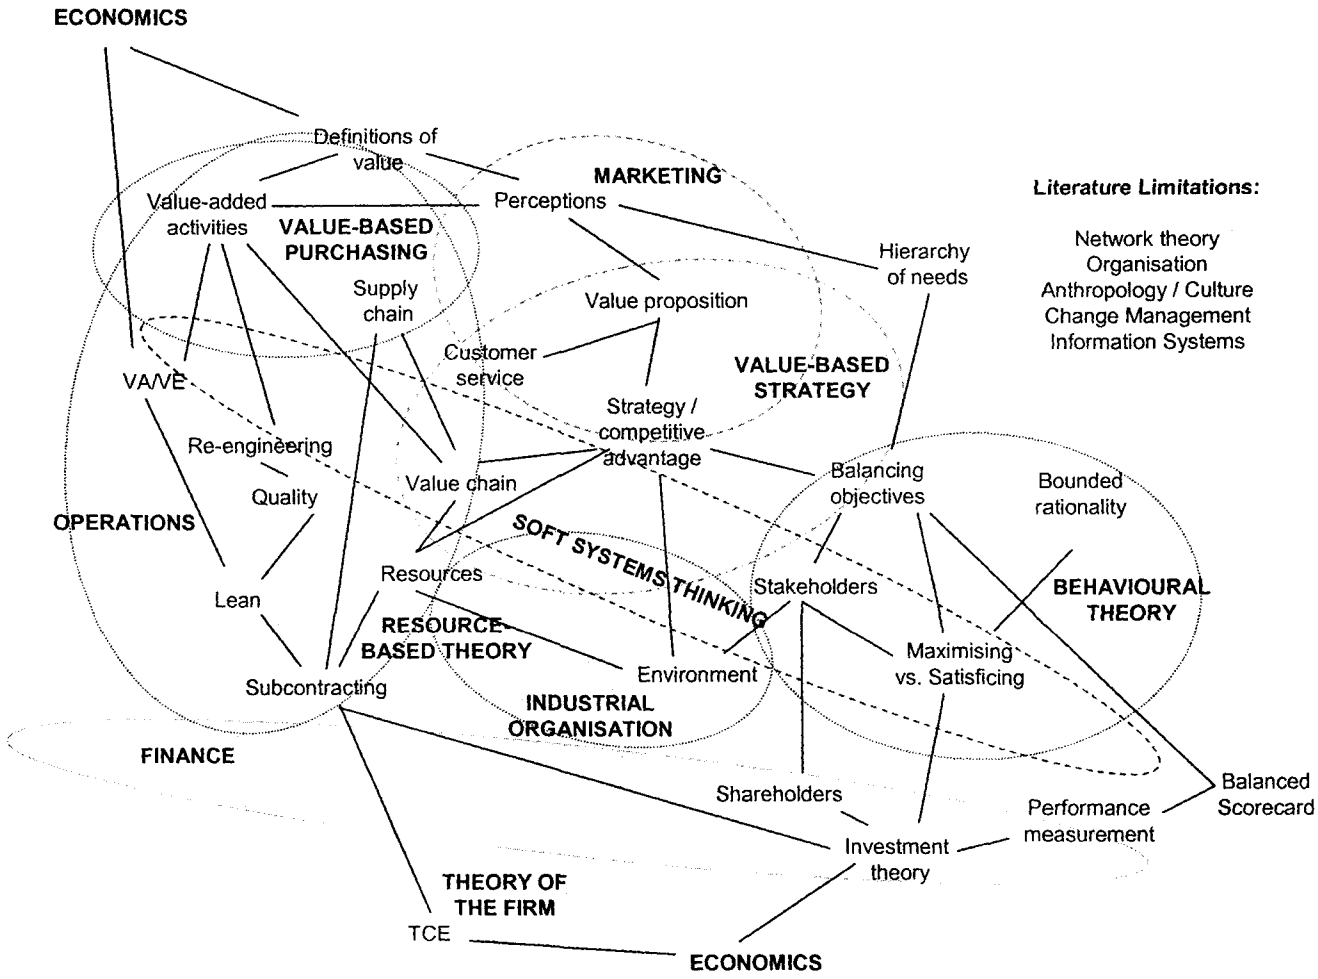 ECONOMICS
Definitions of
value
MARKETING
Literature Limitations:
Value-added
activities
Perceptions
VALUE-BASED
PURCHASING
Network theory
Organisation
Anthropology / Culture
Change Management
Information Systems
Hierarchy
of needs
Supply
chain
Value proposition
Customer
service
VALUE-BASED
STRATEGY
VA/VE
Strategy /
competitive
advantage
Re-engineering
Quality
Value chain
Balancing
objectives
Bounded
rationality
OPERATIONS
SOFT SYSTEMS THINKING
Resources
Stakeholders
BEHAVIOURAL
THEORY
Lean
RESOURCE-
BASED THEORY
Maximising
vs. Satisficing
Subcontracting
Environment
INDUSTRIAL
ORGANISATION
FINANCE
Shareholders
Performance
measurement
Balanced
Scorecard
Investment
theory
THEORY OF
THE FIRM
TCE
ECONOMICS